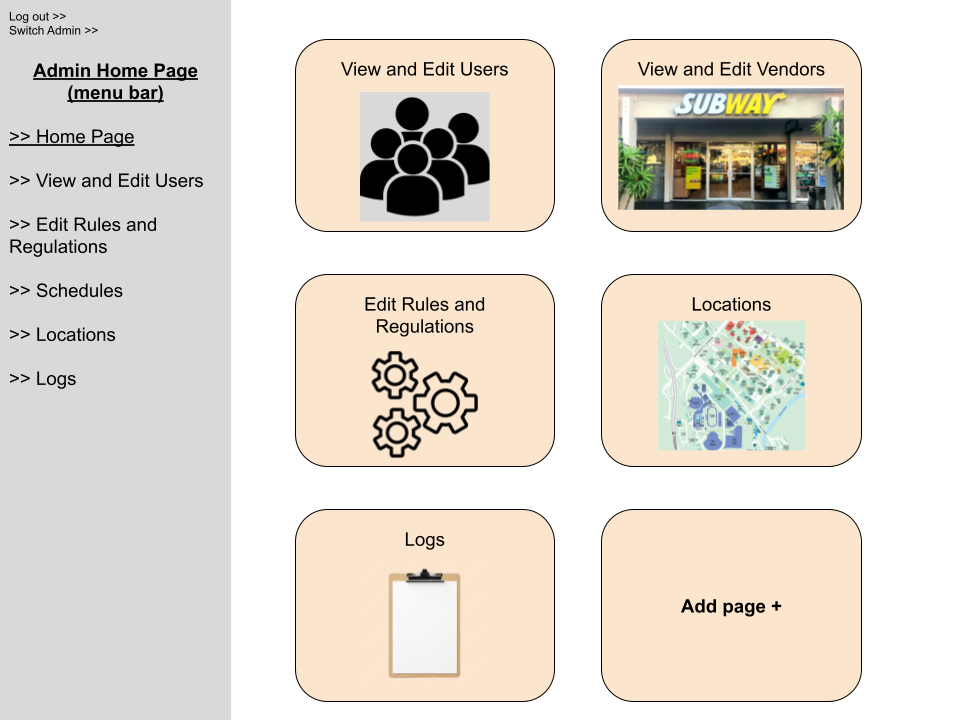 Log out >>
Switch Admin >>
Admin Home Page
(menu bar)
>> Home Page
>> View and Edit Users
>> Edit Rules and
Regulations
>> Schedules
>> Locations
>> Logs
View and Edit Users
View and Edit Vendors
SUBWAY
Edit Rules and
Regulations
Locations
Logs
Add page +